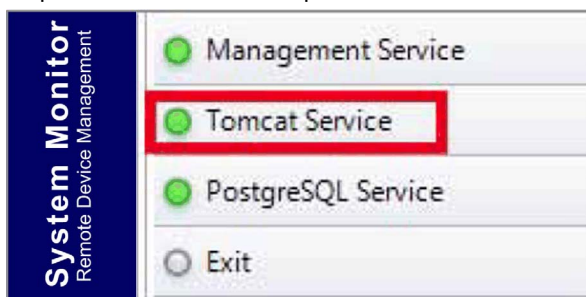 System Monitor
Remote Device Management
Management Service
Tomcat Service
PostgreSQL Service
Exit